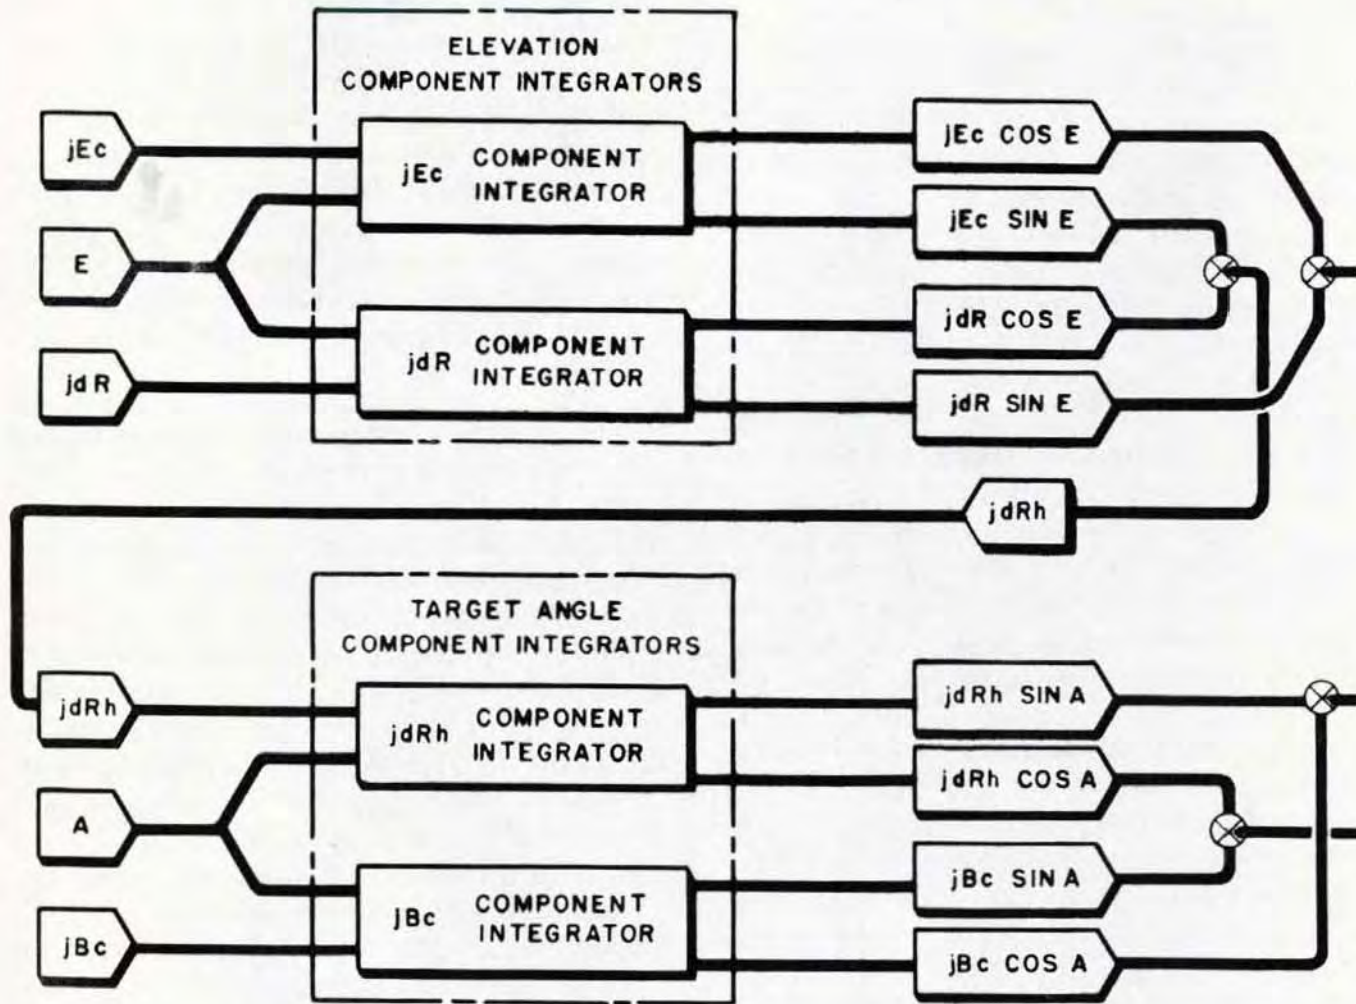 ELEVATION
COMPONENT INTEGRATORS
jEc
E
jdR
jEc COMPONENT
INTEGRATOR
jdR COMPONENT
INTEGRATOR
jEc COS E
jEc SIN E
jdR COS E
jdR SIN E
jdRh
TARGET ANGLE
COMPONENT INTEGRATORS
jdRh
A
jBc
jdRh COMPONENT
INTEGRATOR
jBc COMPONENT
INTEGRATOR
jdRh SIN A
jdRh COS A
jBc SIN A
jBc COS A